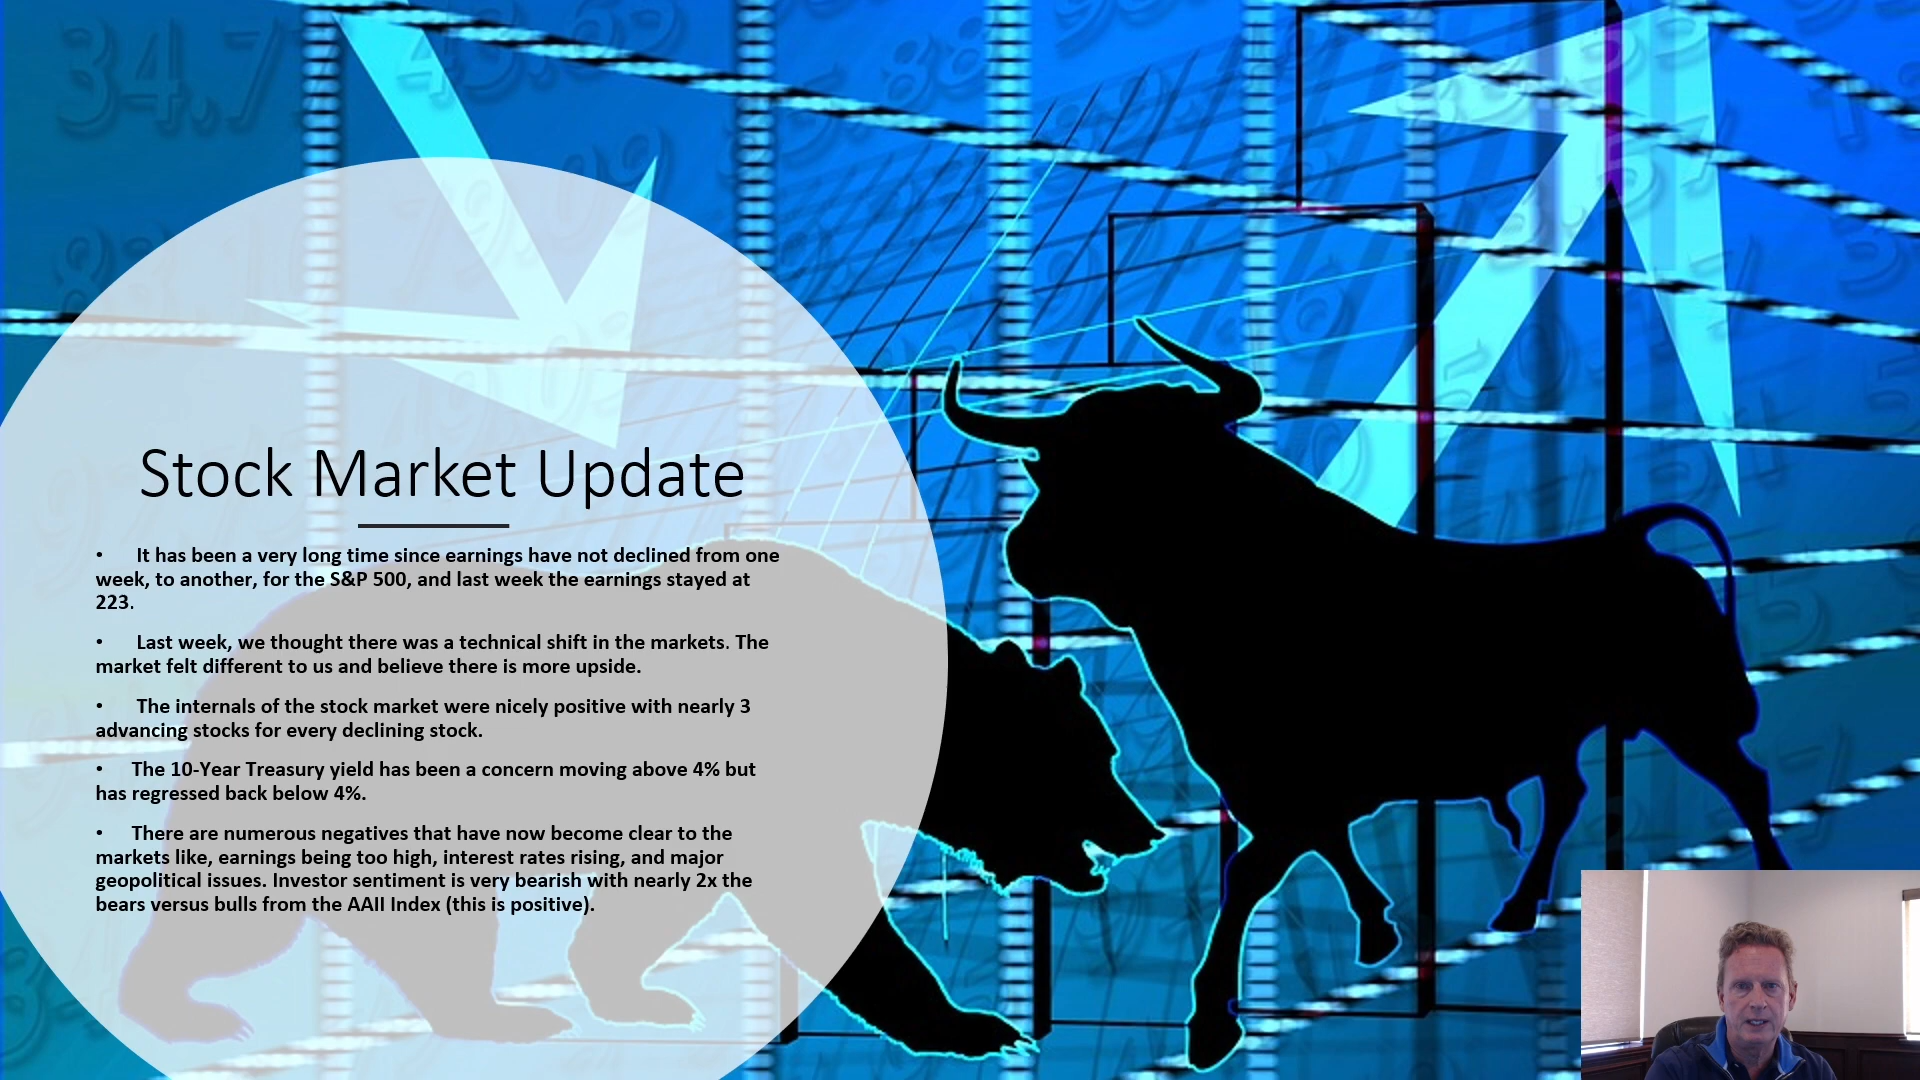 Stock Market Update
• It has been a very long time since earnings have not declined from one
week, to another, for the S&P 500, and last week the earnings stayed at
223.
• Last week, we thought there was a technical shift in the markets. The
market felt different to us and believe there is more upside.
• The internals of the stock market were nicely positive with nearly 3
advancing stocks for every declining stock.
• The 10-Year Treasury yield has been a concern moving above 4% but
has regressed back below 4%.
• There are numerous negatives that have now become clear to the
markets like, earnings being too high, interest rates rising, and major
geopolitical issues. Investor sentiment is very bearish with nearly 2x the
bears versus bulls from the AAII Index (this is positive).